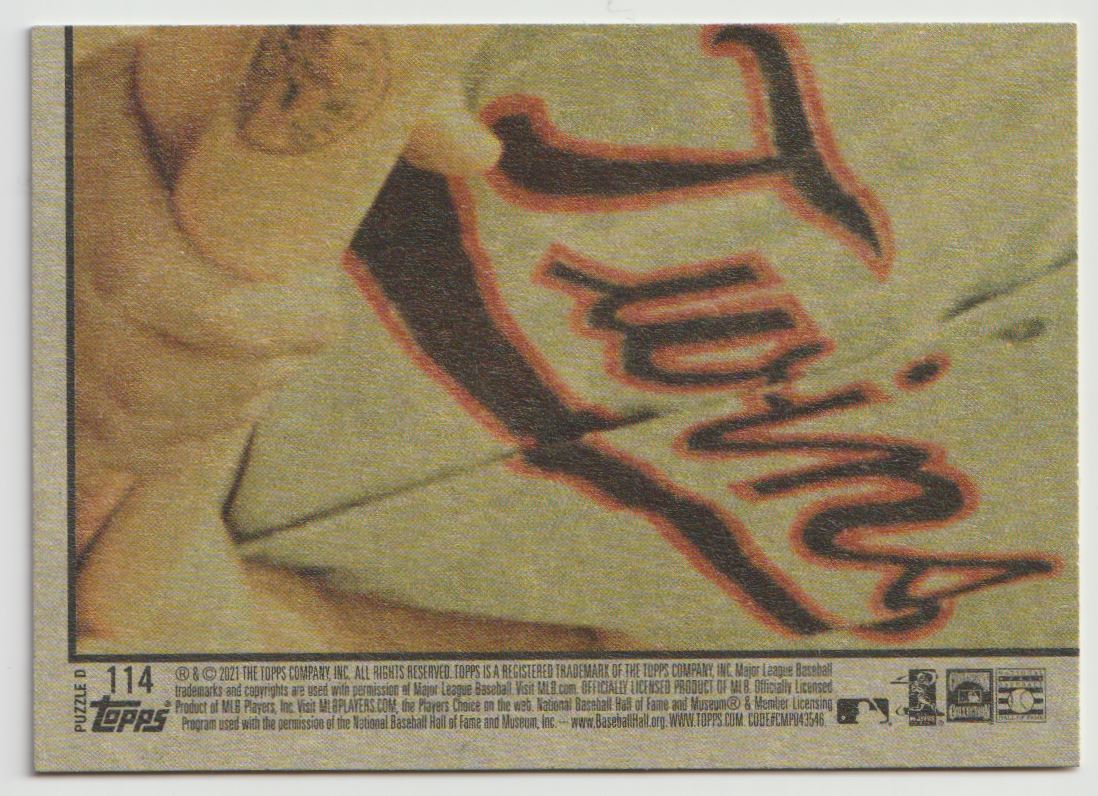 Twins
PUZZLE D
114
topps®
® & © 2021 THE TOPPS COMPANY, INC. ALL RIGHTS RESERVED. TOPPS IS A REGISTERED TRADEMARK OF THE TOPPS COMPANY, INC. Major League Baseball
trademarks and copyrights are used with permission of Major League Baseball. Visit MLB.com. OFFICIALLY LICENSED PRODUCT OF MLB. Officially Licensed
Product of MLB Players, Inc. Visit MLBPLAYERS.COM, the Players Choice on the web. National Baseball Hall of Fame and Museum® & Member Licensing
Program used with the permission of the National Baseball Hall of Fame and Museum, Inc. -- www.BaseballHall.org. WWW.TOPPS.COM. CODE#CMP043546
COLLECTION
HALL OF FAME